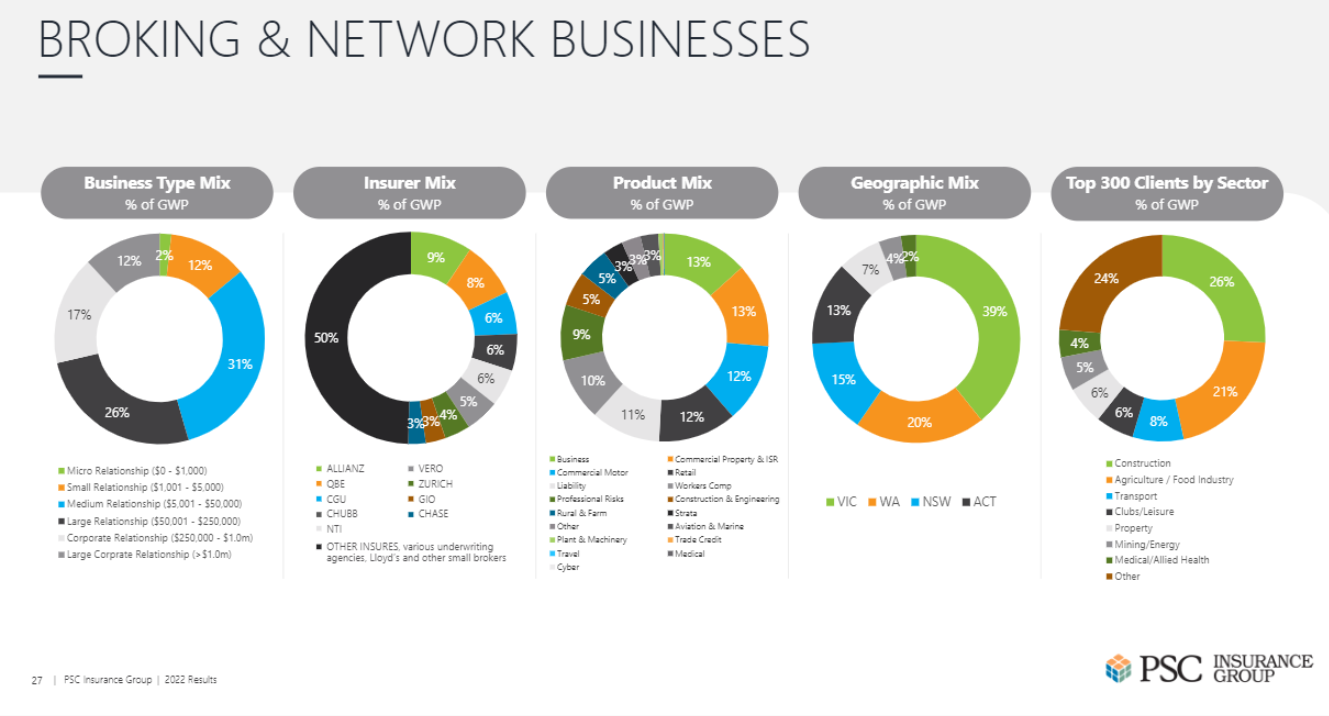 BROKING & NETWORK BUSINESSES
Business Type Mix
% of GWP
2%
12%
31%
26%
17%
12%
Micro Relationship ($0 - $1,000)
Small Relationship ($1,001 - $5,000)
Medium Relationship ($5,001 - $50,000)
Large Relationship ($50,001 - $250,000)
Corporate Relationship ($250,000 - $1.0m)
Large Corprate Relationship (>$1.0m)
Insurer Mix
% of GWP
9%
8%
6%
6%
6%
5%
4%
3%
3%
50%
ALLIANZ
QBE
CGU
CHUBB
NTI
VERO
ZURICH
GIO
CHASE
OTHER INSURES, various underwriting
agencies, Lloyd's and other small brokers
Product Mix
% of GWP
13%
13%
12%
12%
11%
10%
9%
5%
5%
3%
3%
3%
Business
Commercial Property & ISR
Commercial Motor
Retail
Liability
Workers Comp
Professional Risks
Construction & Engineering
Rural & Farm
Strata
Other
Aviation & Marine
Plant & Machinery
Trade Credit
Travel
Medical
Cyber
Geographic Mix
% of GWP
39%
20%
15%
13%
7%
4%
2%
VIC
WA
NSW
ACT
Top 300 Clients by Sector
% of GWP
26%
21%
8%
6%
6%
5%
4%
24%
Construction
Agriculture / Food Industry
Transport
Clubs/Leisure
Property
Mining/Energy
Medical/Allied Health
Other
27 | PSC Insurance Group | 2022 Results
PSC INSURANCE
GROUP